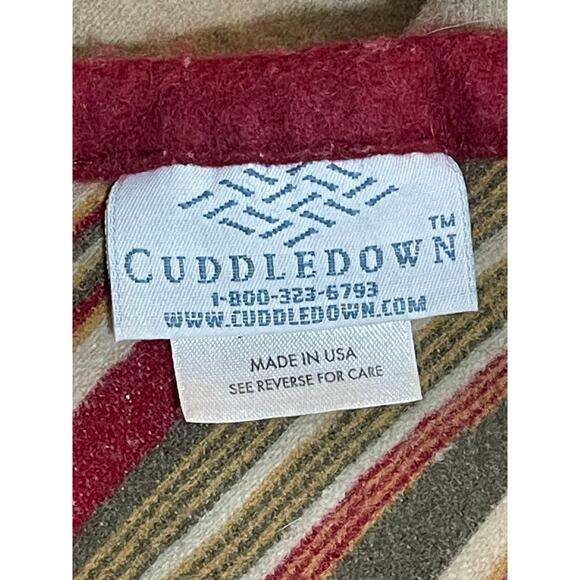 CUDDLEDOWN™
1-800-323-6793
WWW.CUDDLEDOWN.COM
MADE IN USA
SEE REVERSE FOR CARE